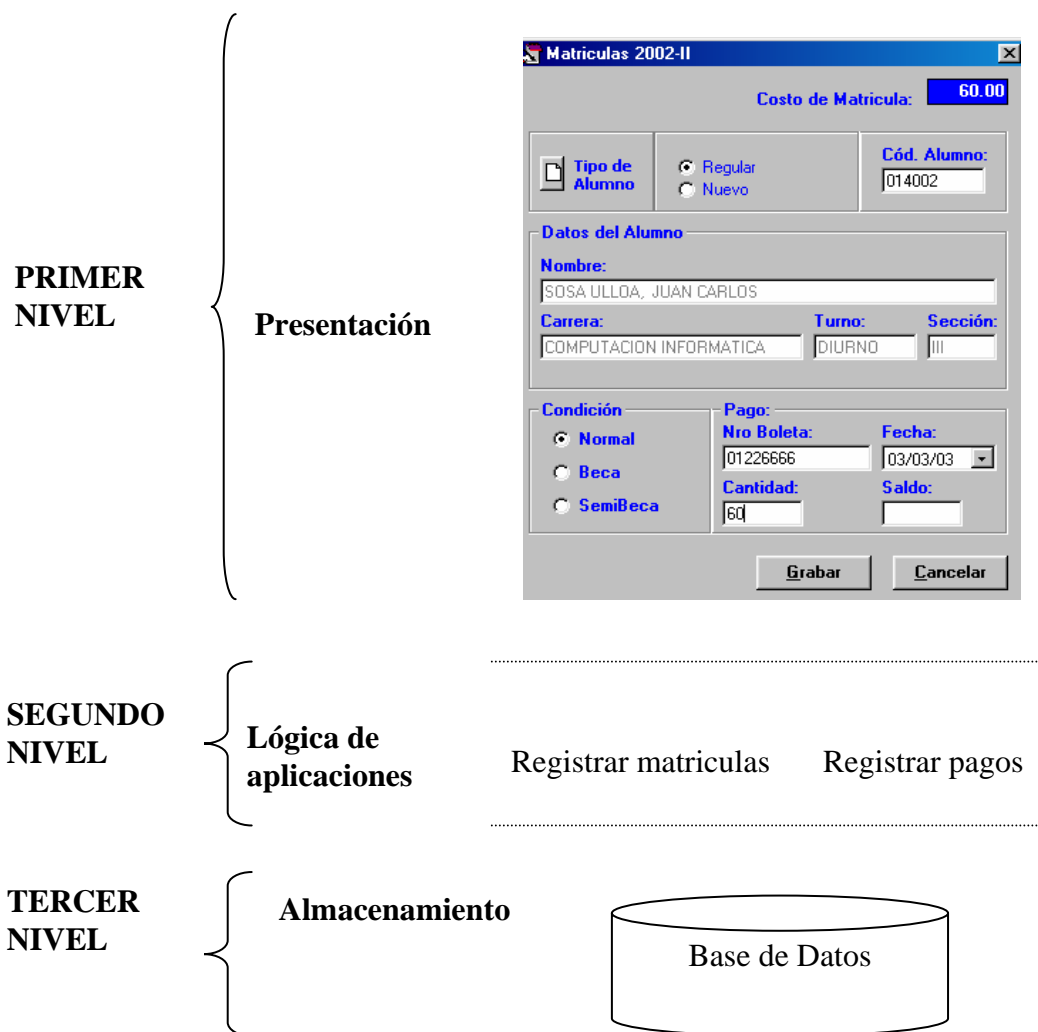 Matriculas 2002-II
Costo de Matricula: 60.00
Tipo de Alumno
Regular
Nuevo
Cód. Alumno:
014002
Datos del Alumno
Nombre:
SOSA ULLOA, JUAN CARLOS
Carrera: Turno: Sección:
COMPUTACION INFORMATICA DIURNO III
PRIMER
NIVEL
Presentación
Condición
Normal
Beca
SemiBeca
Pago:
Nro Boleta: Fecha:
01226666 03/03/03
Cantidad: Saldo:
60
Grabar Cancelar
SEGUNDO
NIVEL
Lógica de
aplicaciones
Registrar matriculas Registrar pagos
TERCER
NIVEL
Almacenamiento
Base de Datos